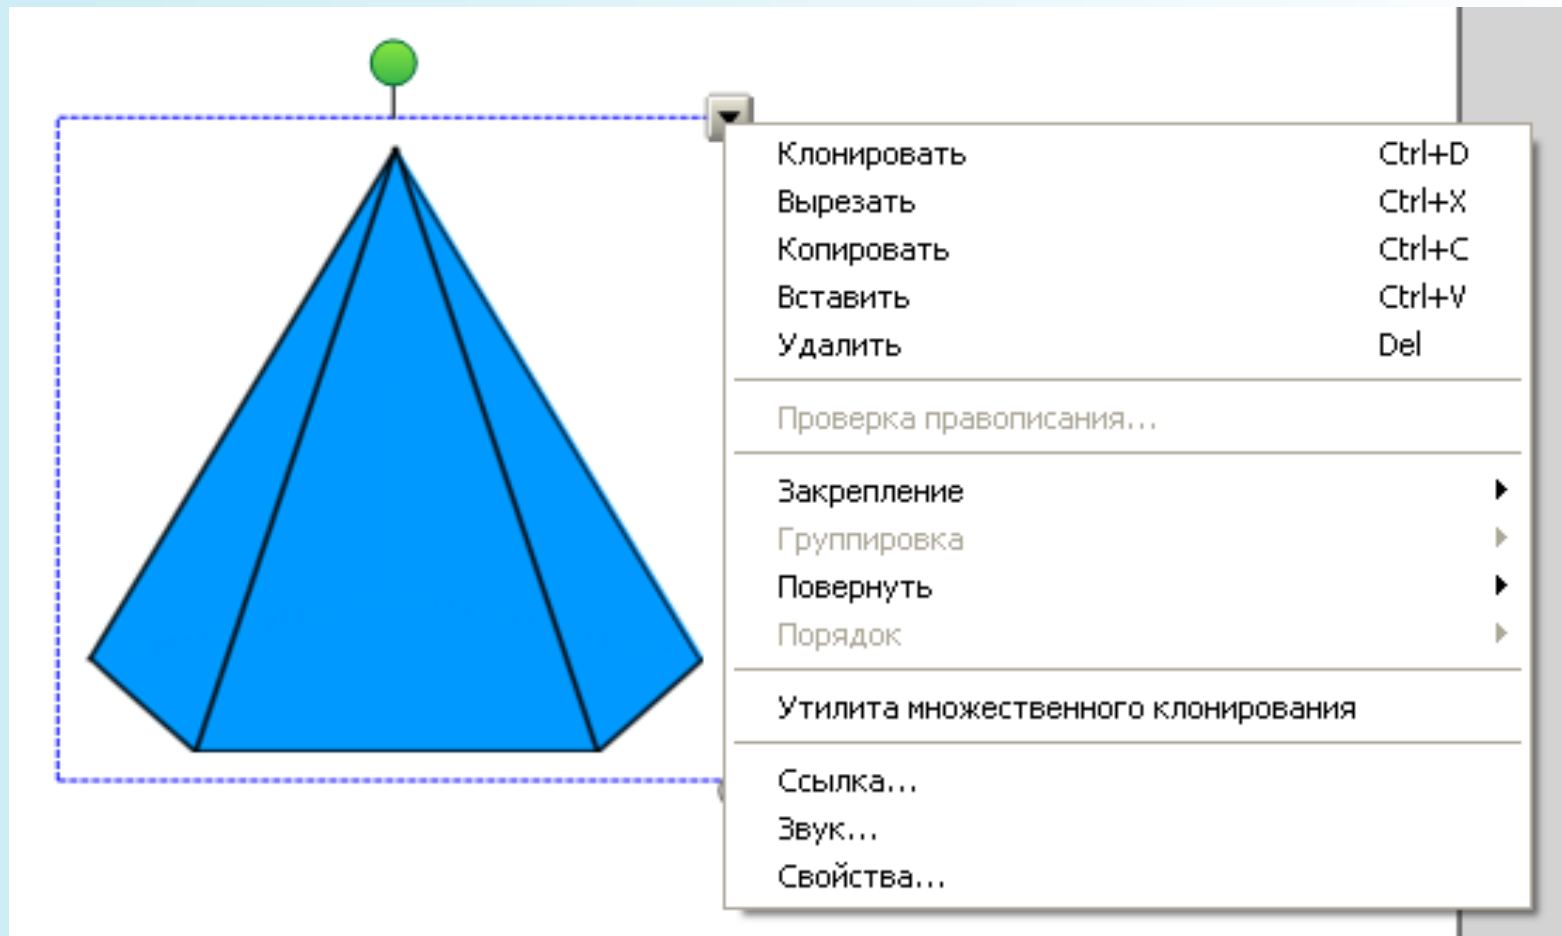 Клонировать Ctrl+D
Вырезать Ctrl+X
Копировать Ctrl+C
Вставить Ctrl+V
Удалить Del
Проверка правописания...
Закрепление
Группировка
Повернуть
Порядок
Утилита множественного клонирования
Ссылка...
Звук...
Свойства...